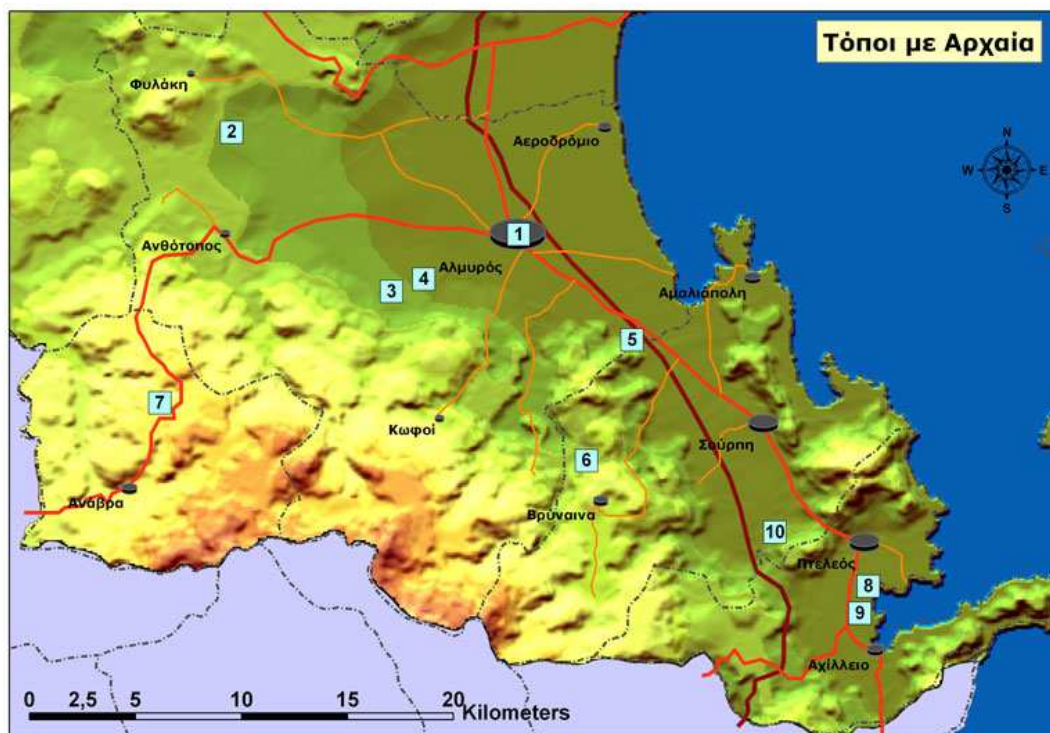 Τόποι με Αρχαία
Φυλάκη
2
Αεροδρόμιο
N
W E
S
1
Ανθότοπος
Αλμυρός
4
3
Αμαλιάπολη
5
7
Κωφοί
Σούρπη
6
Ανάβρα
Βρύναινα
10
Πτελεός
8
9
Αχίλλειο
0 2,5 5 10 15 20
Kilometers